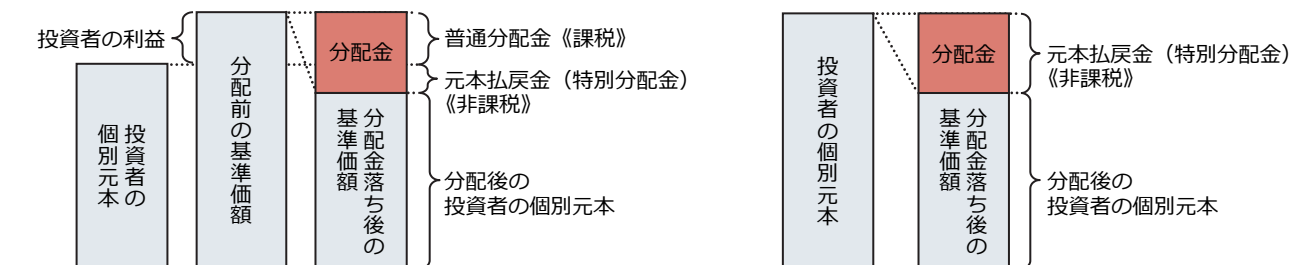 投資者の利益
投資者の
個別元本
分配前の基準価額
分配金
分配金落ち後の
基準価額
普通分配金《課税》
元本払戻金（特別分配金）
《非課税》
分配後の
投資者の個別元本
投資者の個別元本
分配金
分配金落ち後の
基準価額
元本払戻金（特別分配金）
《非課税》
分配後の
投資者の個別元本